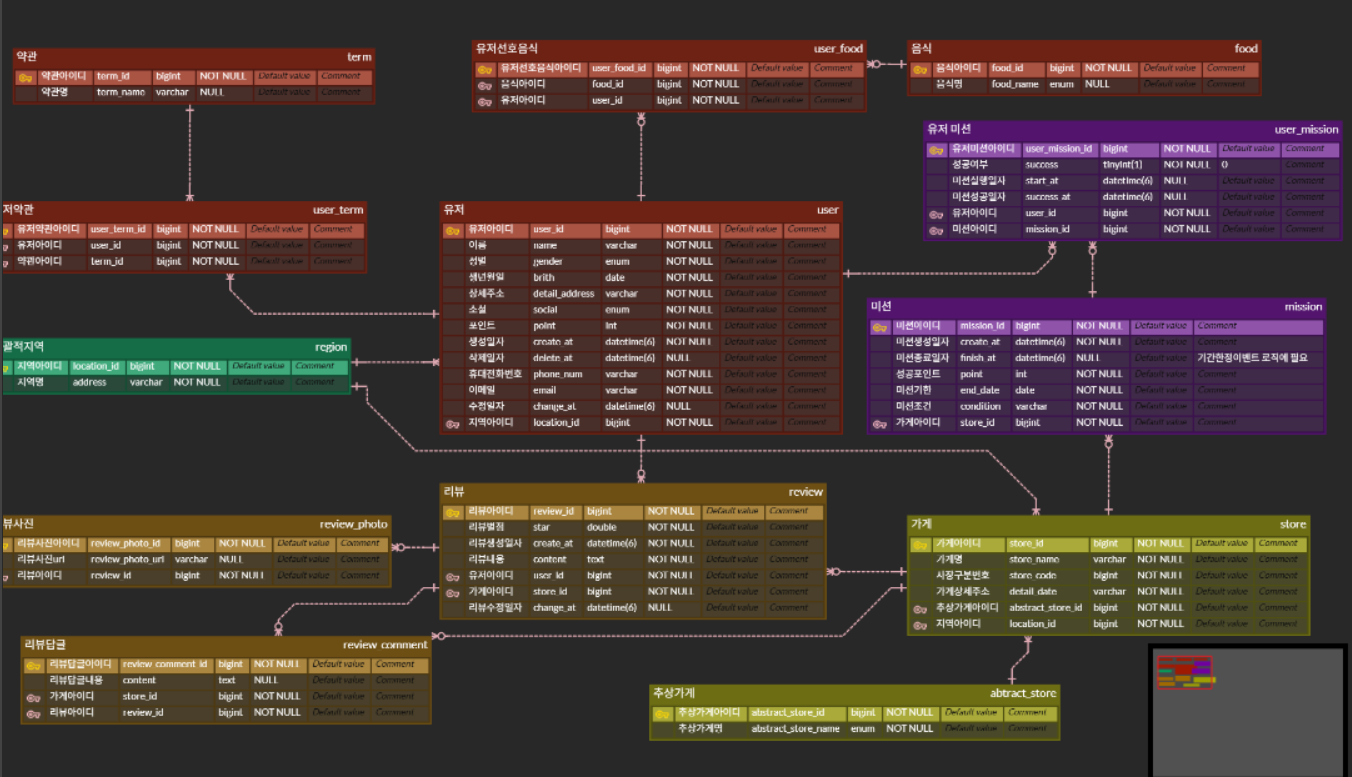 약관 term
약관아이디 term_id bigint NOT NULL Default value Comment
약관명 term_name varchar NULL Default value Comment
유저선호음식 user_food
유저선호음식아이디 user_food_id bigint NOT NULL Default value Comment
음식아이디 food_id bigint NOT NULL Default value Comment
유저아이디 user_id bigint NOT NULL Default value Comment
음식 food
음식아이디 food_id bigint NOT NULL Default value Comment
음식명 food_name enum NULL Default value Comment
유저 미션 user_mission
유저미션아이디 user_mission_id bigint NOT NULL Default value Comment
성공여부 success tinyint(1) NOT NULL 0 Default value Comment
미션실행일자 start_at datetime(6) NULL Default value Comment
미션성공일자 success_at datetime(6) NULL Default value Comment
유저아이디 user_id bigint NOT NULL Default value Comment
미션아이디 mission_id bigint NOT NULL Default value Comment
저약관 user_term
유저약관아이디 user_term_id bigint NOT NULL Default value Comment
유저아이디 user_id bigint NOT NULL Default value Comment
약관아이디 term_id bigint NOT NULL Default value Comment
유저 user
유저아이디 user_id bigint NOT NULL Default value Comment
이름 name varchar NOT NULL Default value Comment
성별 gender enum NOT NULL Default value Comment
생년월일 brith date NOT NULL Default value Comment
상세주소 detail_address varchar NOT NULL Default value Comment
소셜 social enum NOT NULL Default value Comment
포인트 point int NOT NULL Default value Comment
생성일자 create_at datetime(6) NOT NULL Default value Comment
삭제일자 delete_at datetime(6) NULL Default value Comment
휴대전화번호 phone_num varchar NOT NULL Default value Comment
이메일 email varchar NOT NULL Default value Comment
수정일자 change_at datetime(6) NULL Default value Comment
지역아이디 location_id bigint NOT NULL Default value Comment
미션 mission
미션아이디 mission_id bigint NOT NULL Default value Comment
미션생성일자 create_at datetime(6) NOT NULL Default value Comment
미션종료일자 finish_at datetime(6) NULL Default value 기간한정이벤트 로직에 필요
성공포인트 point int NOT NULL Default value Comment
미션기한 end_date date NOT NULL Default value Comment
미션조건 condition varchar NOT NULL Default value Comment
가게아이디 store_id bigint NOT NULL Default value Comment
괄적지역 region
지역아이디 location_id bigint NOT NULL Default value Comment
지역명 address varchar NOT NULL Default value Comment
리뷰 review
리뷰아이디 review_id bigint NOT NULL Default value Comment
리뷰별점 star double NOT NULL Default value Comment
리뷰생성일자 create_at datetime(6) NOT NULL Default value Comment
리뷰내용 content text NOT NULL Default value Comment
유저아이디 user_id bigint NOT NULL Default value Comment
가게아이디 store_id bigint NOT NULL Default value Comment
리뷰수정일자 change_at datetime(6) NULL Default value Comment
뷰사진 review_photo
리뷰사진아이디 review_photo_id bigint NOT NULL Default value Comment
리뷰사진url review_photo_url varchar NULL Default value Comment
리뷰아이디 review_id bigint NOT NULL Default value Comment
가게 store
가게아이디 store_id bigint NOT NULL Default value Comment
가게명 store_name varchar NOT NULL Default value Comment
사장구분번호 store_code bigint NOT NULL Default value Comment
가게상세주소 detail_date varchar NOT NULL Default value Comment
추상가게아이디 abstract_store_id bigint NOT NULL Default value Comment
지역아이디 location_id bigint NOT NULL Default value Comment
리뷰답글 review_comment
리뷰답글아이디 review_comment_id bigint NOT NULL Default value Comment
리뷰답글내용 content text NULL Default value Comment
가게아이디 store_id bigint NOT NULL Default value Comment
리뷰아이디 review_id bigint NOT NULL Default value Comment
추상가게 abtract_store
추상가게아이디 abstract_store_id bigint NOT NULL Default value Comment
추상가게명 abstract_store_name enum NOT NULL Default value Comment